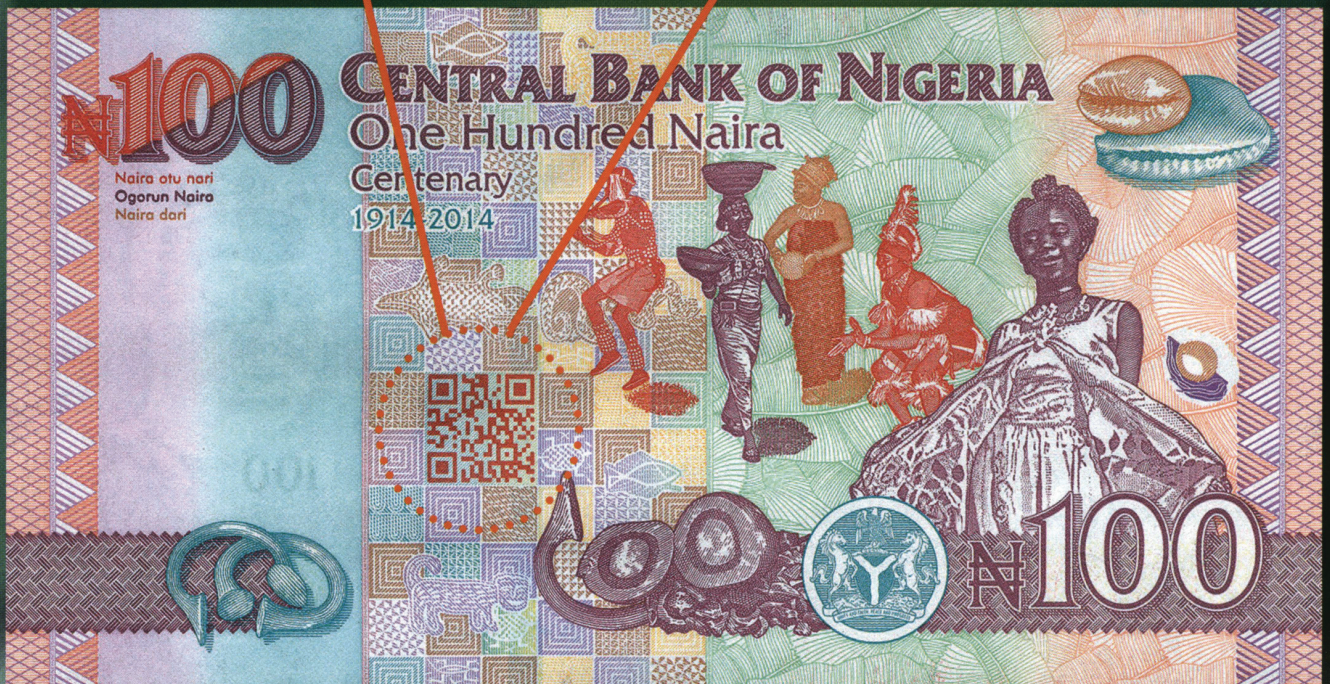 ₦100
CENTRAL BANK OF NIGERIA
One Hundred Naira
Centenary
1914-2014
Naira otu nari
Ogorun Naira
Naira dari
100
₦100